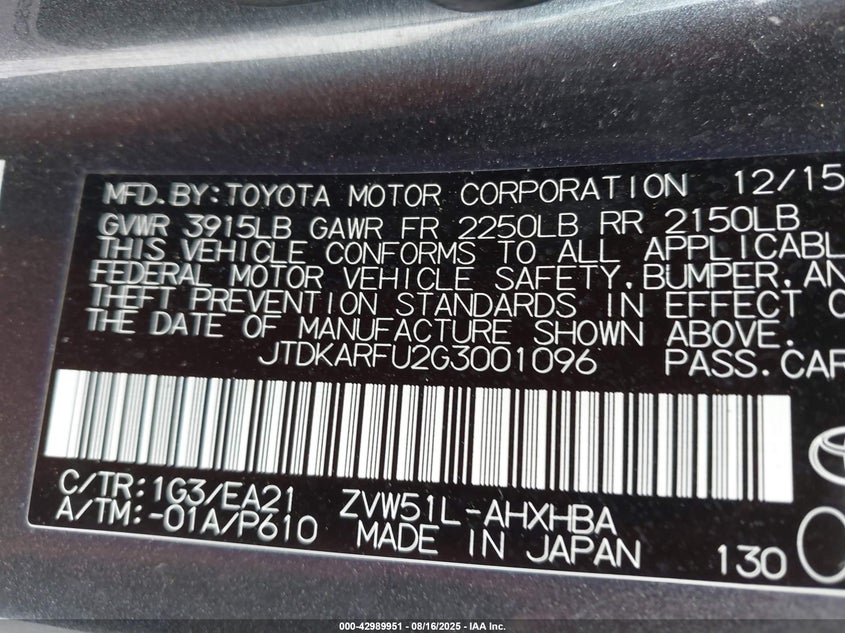 MFD.BY:TOYOTA MOTOR CORPORATION 12/15
GVWR 3915LB GAWR FR 2250LB RR 2150LB
THIS VEHICLE CONFORMS TO ALL APPLICABL
FEDERAL MOTOR VEHICLE SAFETY,BUMPER,AN
THEFT PREVENTION STANDARDS IN EFFECT O
THE DATE OF MANUFACTURE SHOWN ABOVE.
JTDKARFU2G3001096 PASS.CAR
C/TR:1G3/EA21 ZVW51L-AHXHBA
A/TM:-01A/P610 MADE IN JAPAN 130
000-42989951 - 08/16/2025 - IAA Inc.